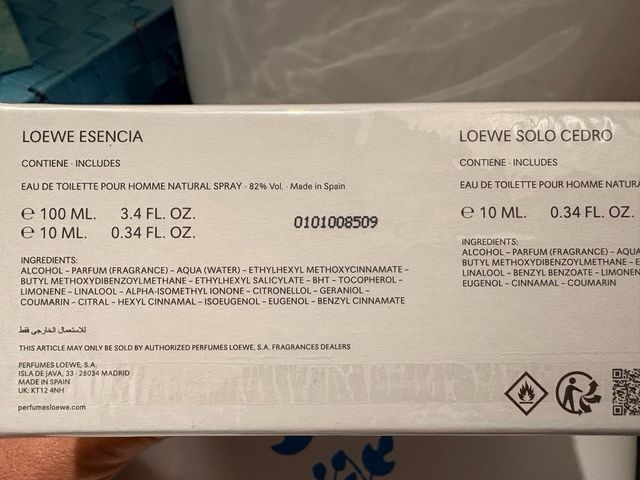 LOEWE ESENCIA
CONTIENE · INCLUDES
EAU DE TOILETTE POUR HOMME NATURAL SPRAY · 82% Vol. · Made in Spain
℮ 100 ML. 3.4 FL. OZ.
℮ 10 ML. 0.34 FL. OZ.
0101008509
INGREDIENTS:
ALCOHOL – PARFUM (FRAGRANCE) – AQUA (WATER) – ETHYLHEXYL METHOXYCINNAMATE –
BUTYL METHOXYDIBENZOYLMETHANE – ETHYLHEXYL SALICYLATE – BHT – TOCOPHEROL –
LIMONENE – LINALOOL – ALPHA-ISOMETHYL IONONE – CITRONELLOL – GERANIOL –
COUMARIN – CITRAL – HEXYL CINNAMAL – ISOEUGENOL – EUGENOL – BENZYL CINNAMATE
للاستعمال الخارجي فقط
THIS ARTICLE MAY ONLY BE SOLD BY AUTHORIZED PERFUMES LOEWE, S.A. FRAGRANCES DEALERS
PERFUMES LOEWE, S.A.
ISLA DE JAVA, 33 · 28034 MADRID
MADE IN SPAIN
UK: KT12 4NH
perfumesloewe.com
LOEWE SOLO CEDRO
CONTIENE · INCLUDES
EAU DE TOILETTE POUR HOMME NATURA
℮ 10 ML. 0.34 FL. OZ.
INGREDIENTS:
ALCOHOL – PARFUM (FRAGRANCE) – A
BUTYL METHOXYDIBENZOYLMETHANE – E
LINALOOL – BENZYL BENZOATE – LIMONEN
EUGENOL – CINNAMAL – COUMARIN